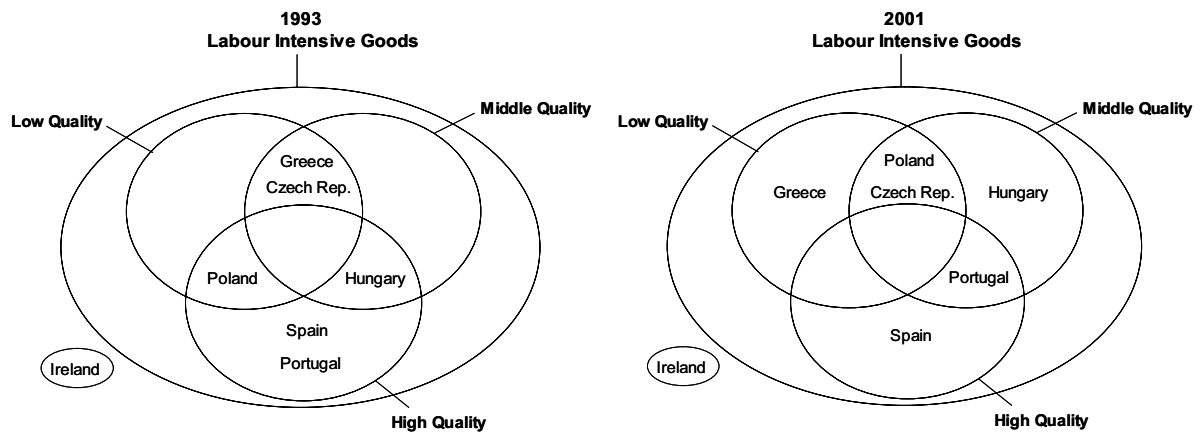 1993
Labour Intensive Goods
Low Quality
Middle Quality
Greece
Czech Rep.
Poland
Hungary
Spain
Portugal
Ireland
High Quality
2001
Labour Intensive Goods
Low Quality
Middle Quality
Poland
Greece
Czech Rep.
Hungary
Portugal
Spain
Ireland
High Quality